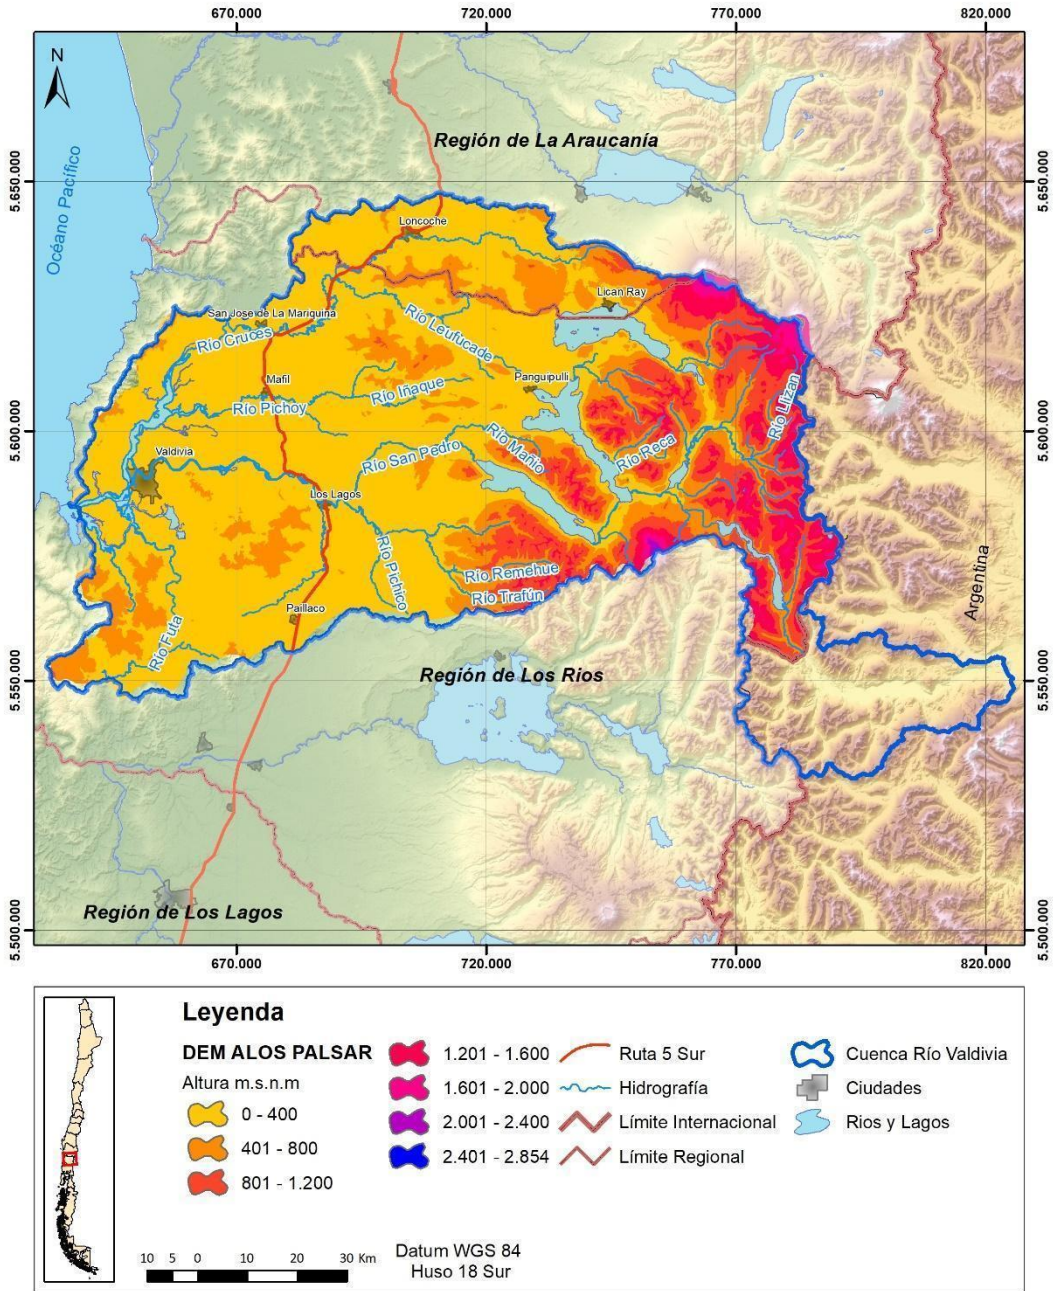 670.000
720.000
770.000
820.000
N
Región de La Araucanía
5.650.000
5.650.000
Océano Pacífico
Loncoche
Lican Ray
San Jose de La Mariquina
Río Cruces
Río Leufucade
Mafil
Panguipulli
Río Iñaque
Río Pichoy
Río Llizan
5.600.000
5.600.000
Río San Pedro
Río Mañio
Río Reca
Valdivia
Los Lagos
Río Pichico
Río Remehue
Río Trafún
Argentina
Paillaco
Río Futa
Región de Los Rios
5.550.000
5.550.000
Región de Los Lagos
5.500.000
5.500.000
670.000
720.000
770.000
820.000
Leyenda
DEM ALOS PALSAR
Altura m.s.n.m
0 - 400
401 - 800
801 - 1.200
1.201 - 1.600
1.601 - 2.000
2.001 - 2.400
2.401 - 2.854
Ruta 5 Sur
Hidrografía
Límite Internacional
Límite Regional
Cuenca Río Valdivia
Ciudades
Rios y Lagos
10 5 0 10 20 30 Km
Datum WGS 84
Huso 18 Sur